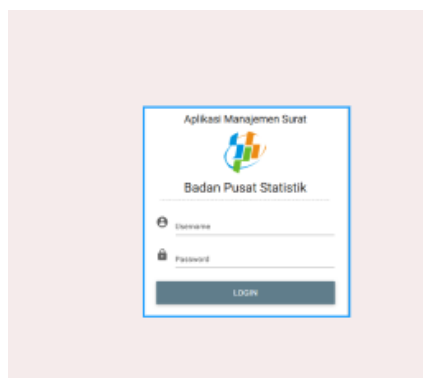 Aplikasi Manajemen Surat
Badan Pusat Statistik
Username
Password
LOGIN